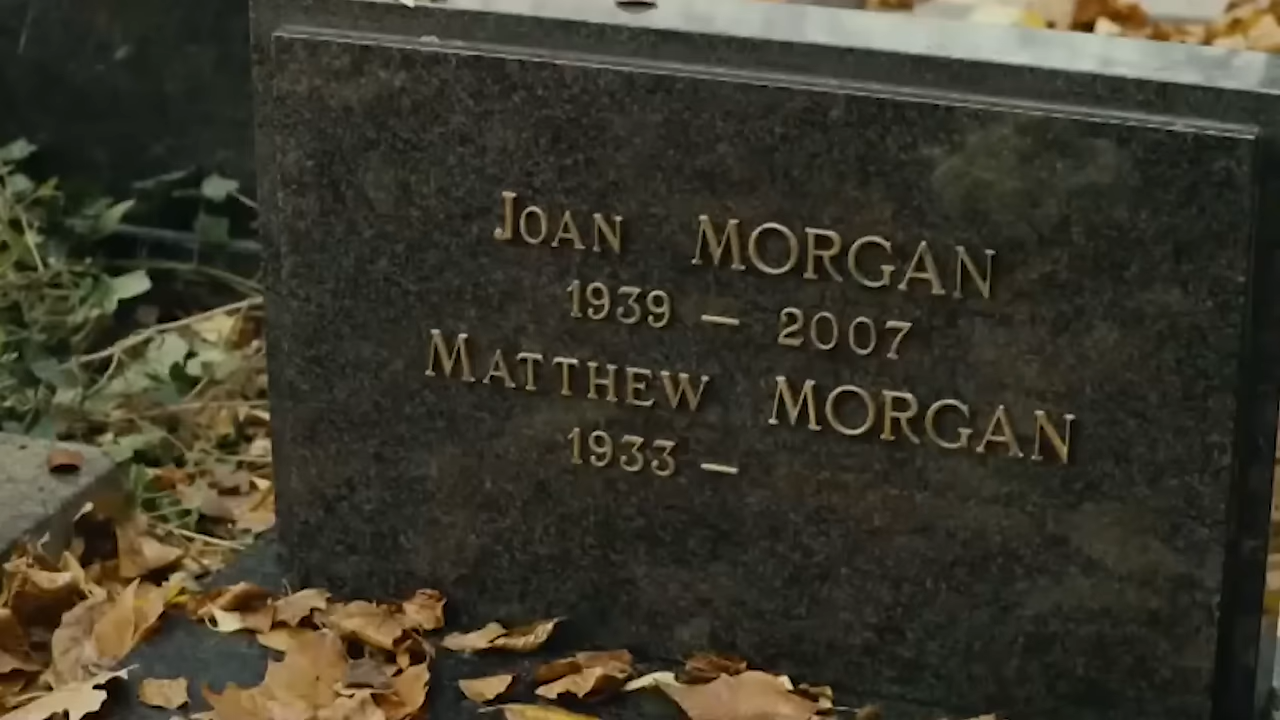 JOAN MORGAN
1939 — 2007
MATTHEW MORGAN
1933 —